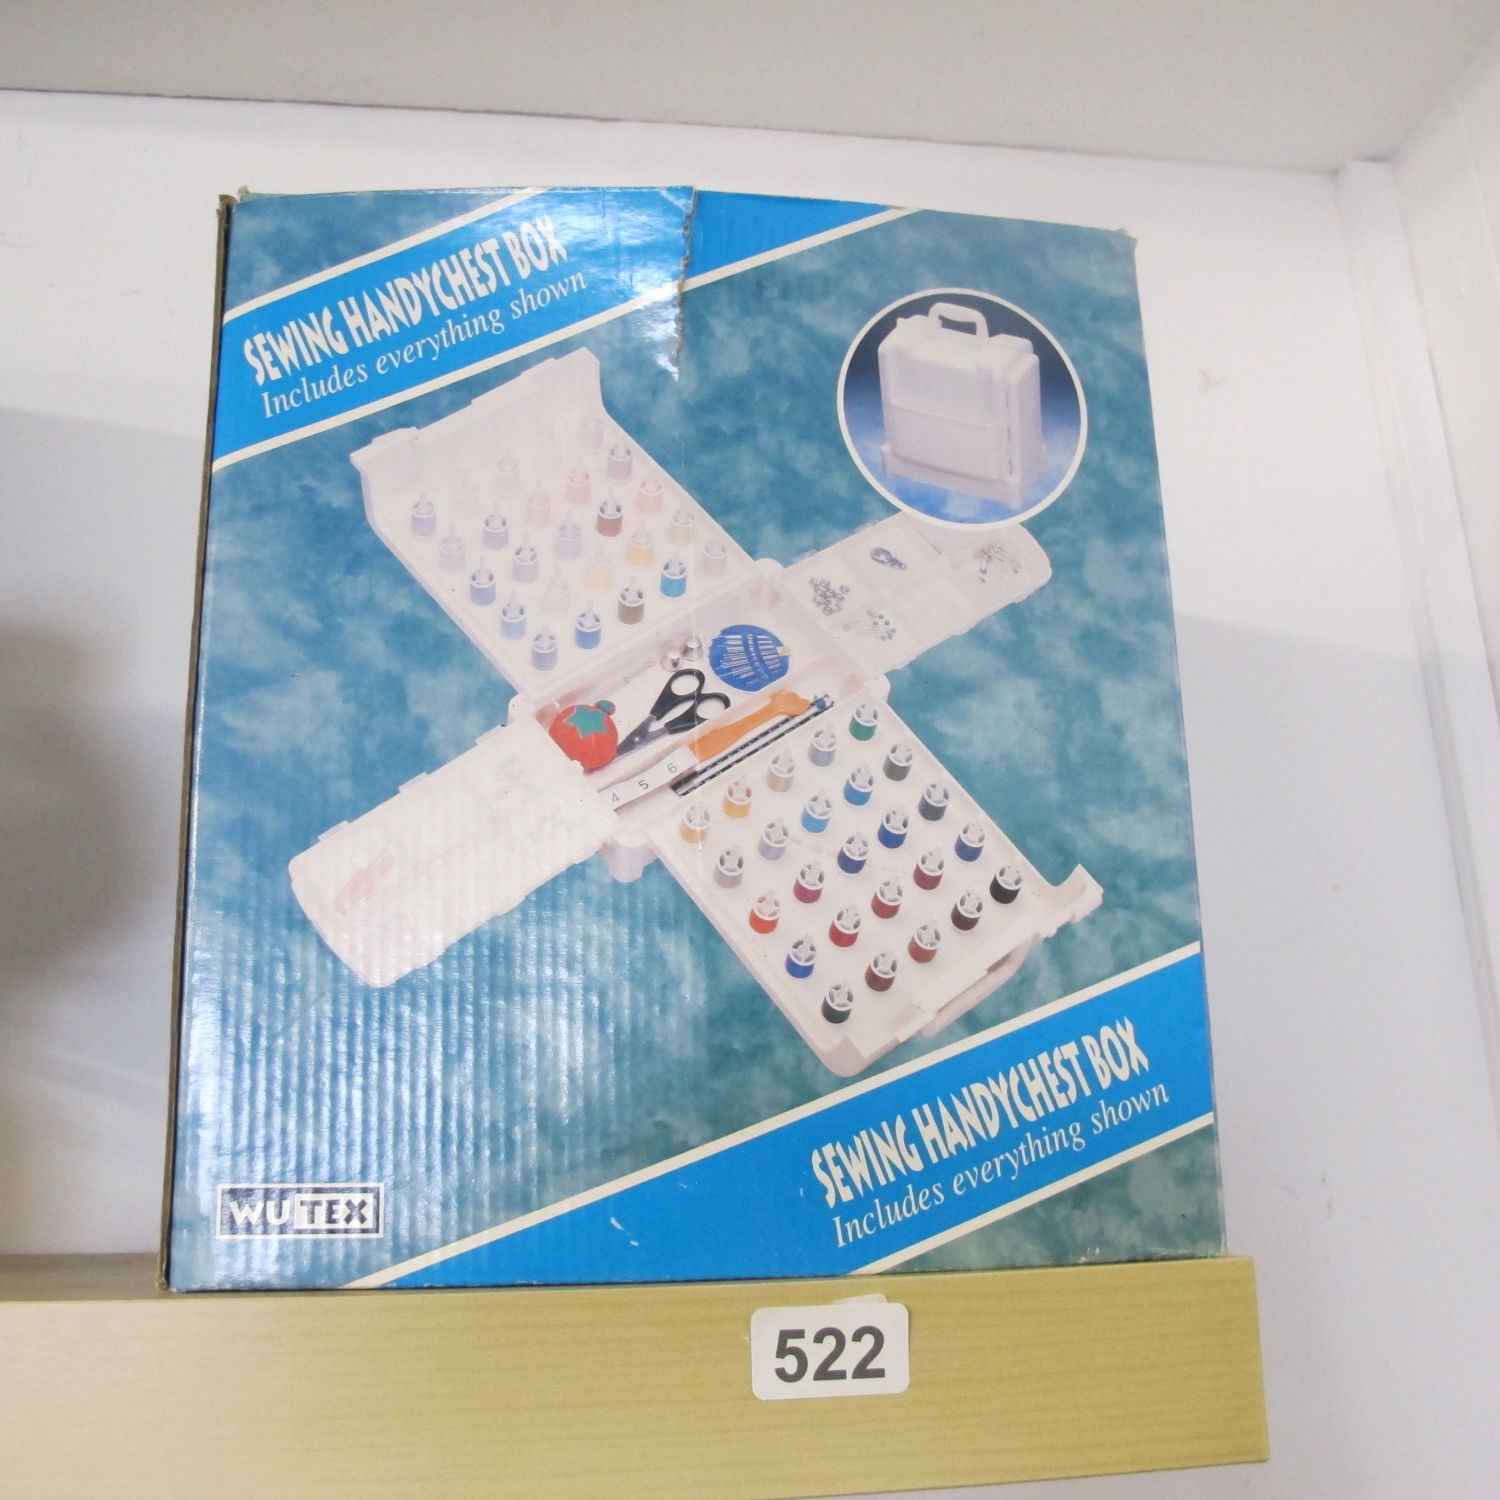 SEWING HANDYCHEST BOX
Includes everything shown
4 5 6
SEWING HANDYCHEST BOX
Includes everything shown
WUTEX
522